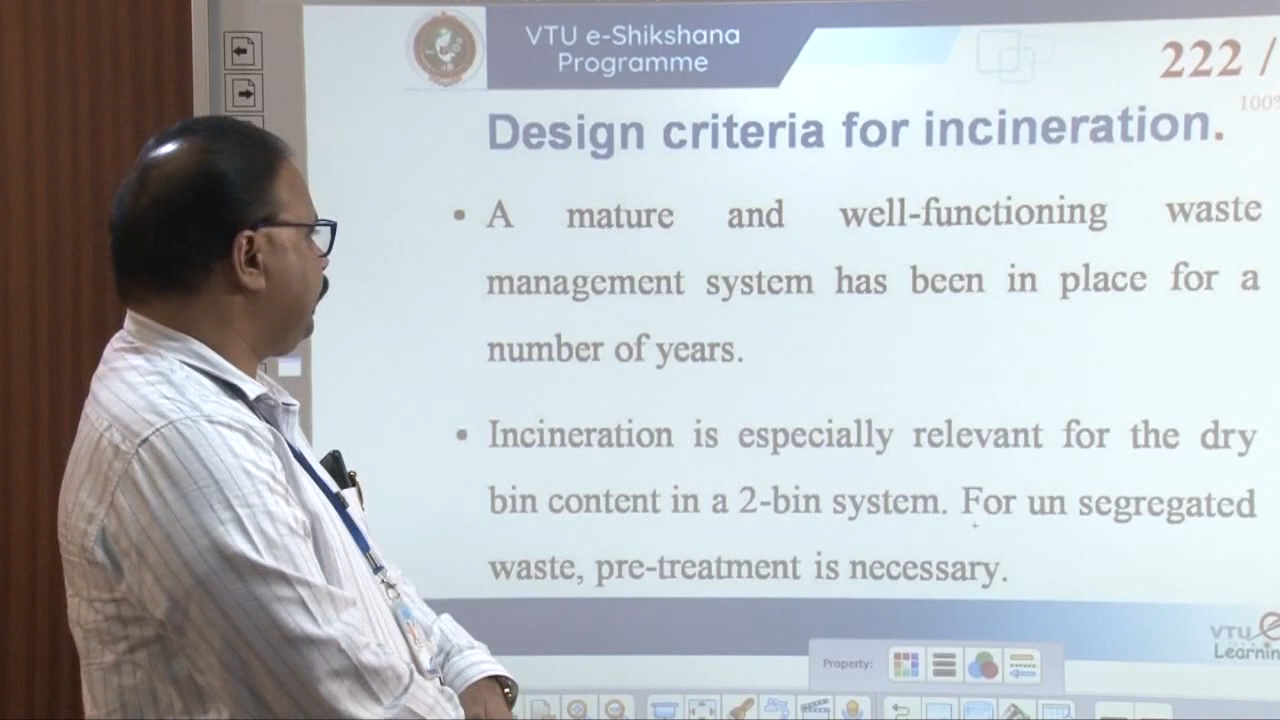 VTU e-Shikshana
Programme
222 /
100%
Design criteria for incineration.
• A mature and well-functioning waste
management system has been in place for a
number of years.
• Incineration is especially relevant for the dry
bin content in a 2-bin system. For un segregated
waste, pre-treatment is necessary.
VTU
Learnin
Property: